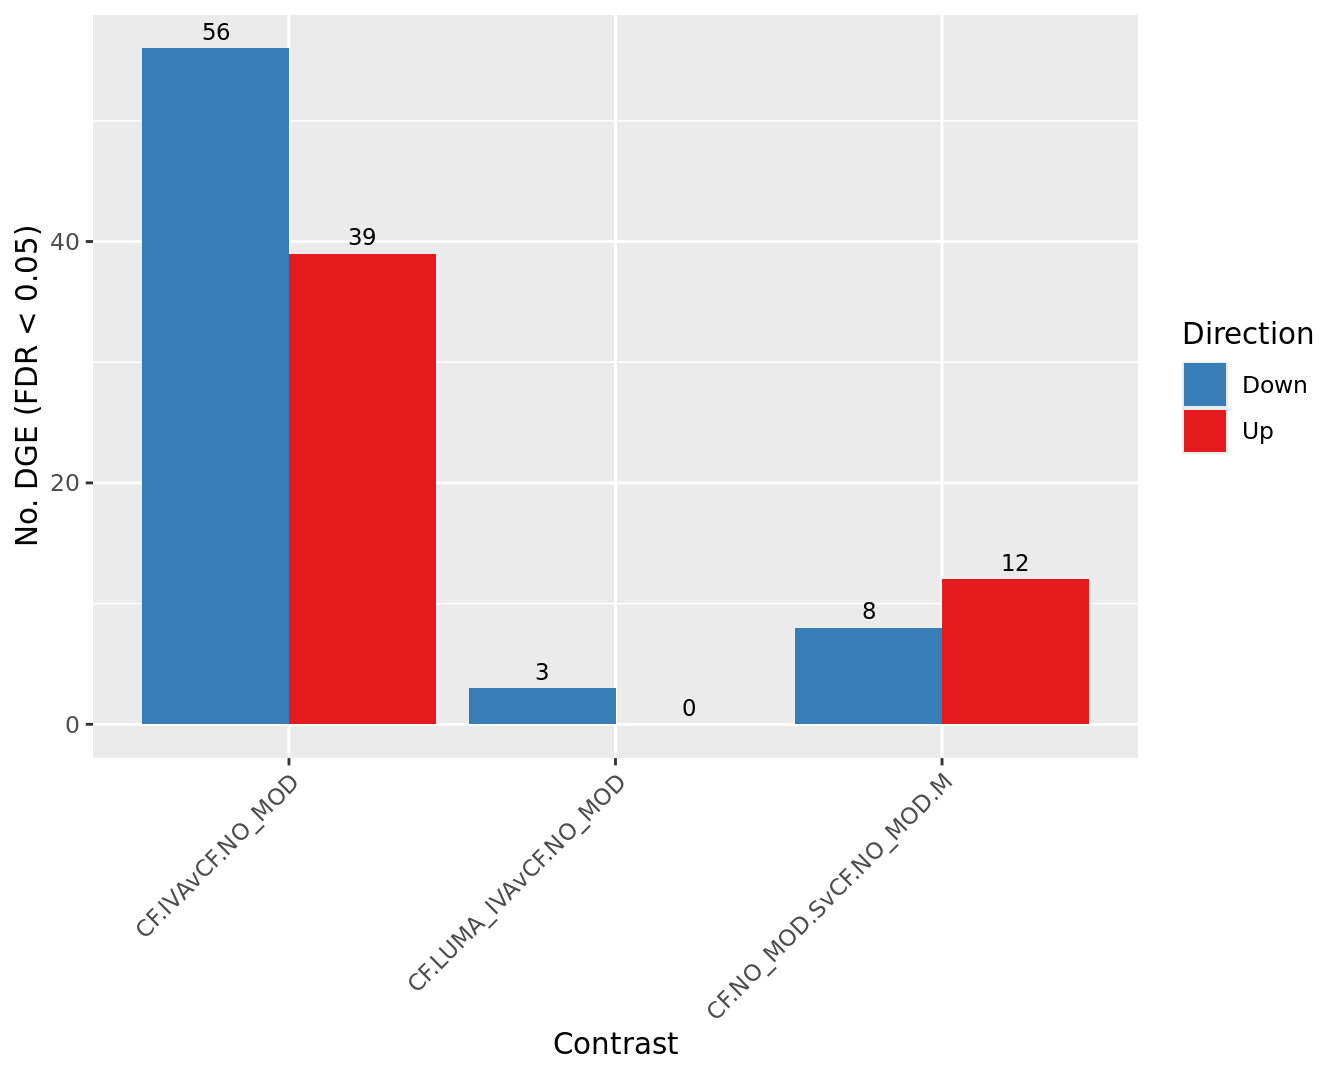 56
39
3
0
8
12
No. DGE (FDR < 0.05)
40
20
0
CF.IVAvCF.NO_MOD
CF.LUMA_IVAvCF.NO_MOD
CF.NO_MOD.SvCF.NO_MOD.M
Contrast
Direction
Down
Up